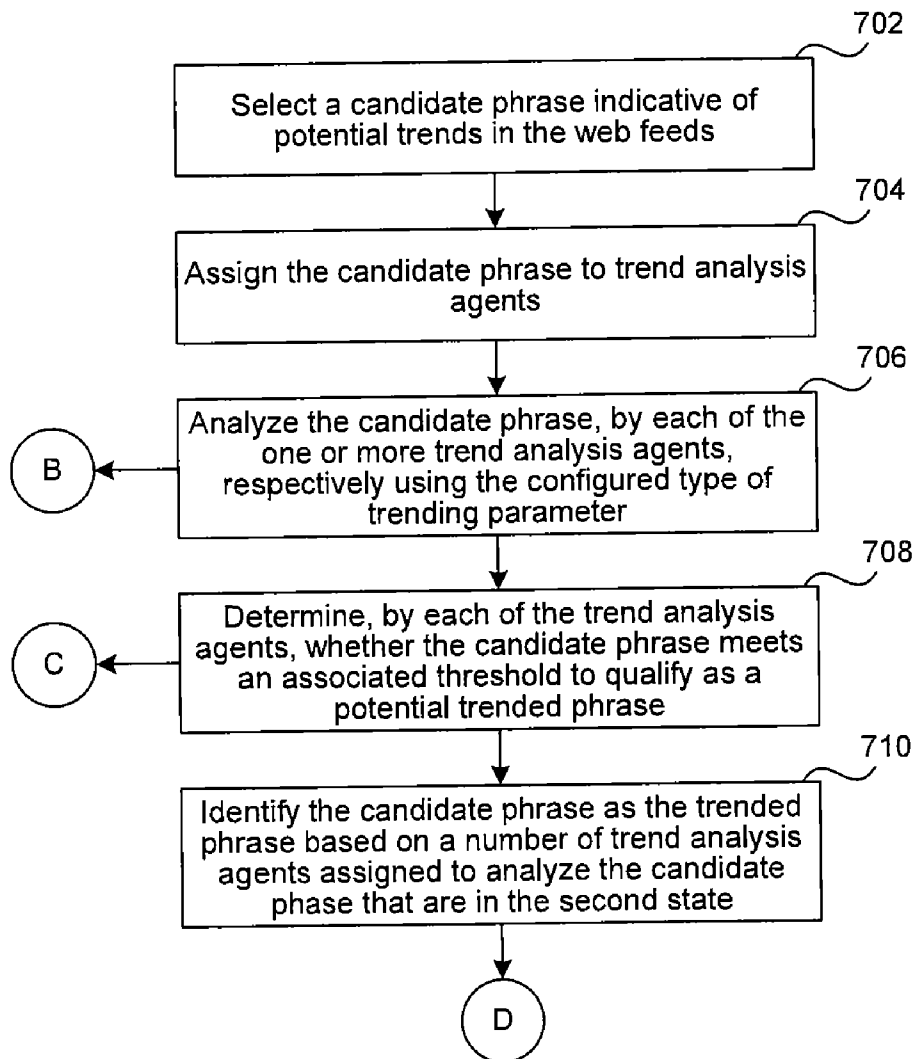 702
Select a candidate phrase indicative of
potential trends in the web feeds
704
Assign the candidate phrase to trend analysis
agents
706
Analyze the candidate phrase, by each of the
one or more trend analysis agents,
respectively using the configured type of
trending parameter
B
708
Determine, by each of the trend analysis
agents, whether the candidate phrase meets
an associated threshold to qualify as a
potential trended phrase
C
710
Identify the candidate phrase as the trended
phrase based on a number of trend analysis
agents assigned to analyze the candidate
phase that are in the second state
D